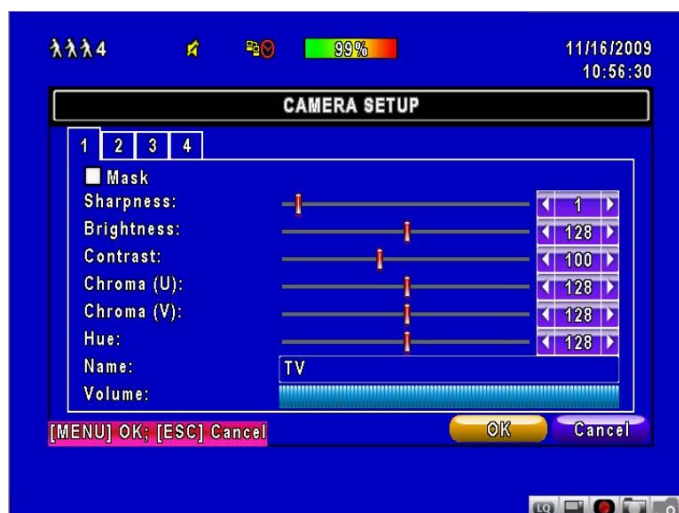 4
99%
11/16/2009
10:56:30
CAMERA SETUP
1 2 3 4
Mask
Sharpness: 1
Brightness: 128
Contrast: 100
Chroma (U): 128
Chroma (V): 128
Hue: 128
Name: TV
Volume:
[MENU] OK; [ESC] Cancel
OK Cancel
LQ